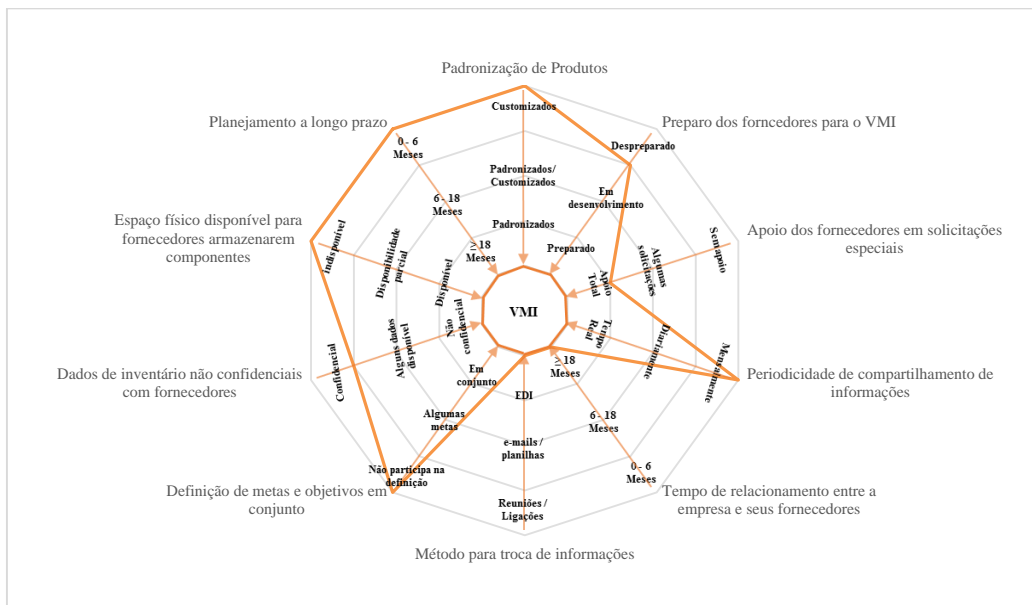 Padronização de Produtos
Customizados
Planejamento a longo prazo
Preparo dos forncedores para o VMI
0 - 6
Meses
Despreparado
Padronizados/
Customizados
Em
desenvolvimento
6 - 18
Meses
Espaço físico disponível para
fornecedores armazenarem
componentes
Apoio dos fornecedores em solicitações
especiais
indisponível
Disponibilidade
parcial
Disponível
≥ 18
Meses
Padronizados
Preparado
Apoio
Total
Algumas
solicitações
Sem apoio
VMI
Confidencial
Alguns dados
disponível
Não
confidencial
Tempo
Real
Diariamente
Mensalmente
Dados de inventário não confidenciais
com fornecedores
Periodicidade de compartilhamento de
informações
Em
conjunto
EDI
≥ 18
Meses
Algumas
metas
e-mails /
planilhas
6 - 18
Meses
Não participa na
definição
Reuniões /
Ligações
0 - 6
Meses
Definição de metas e objetivos em
conjunto
Tempo de relacionamento entre a
empresa e seus fornecedores
Método para troca de informações